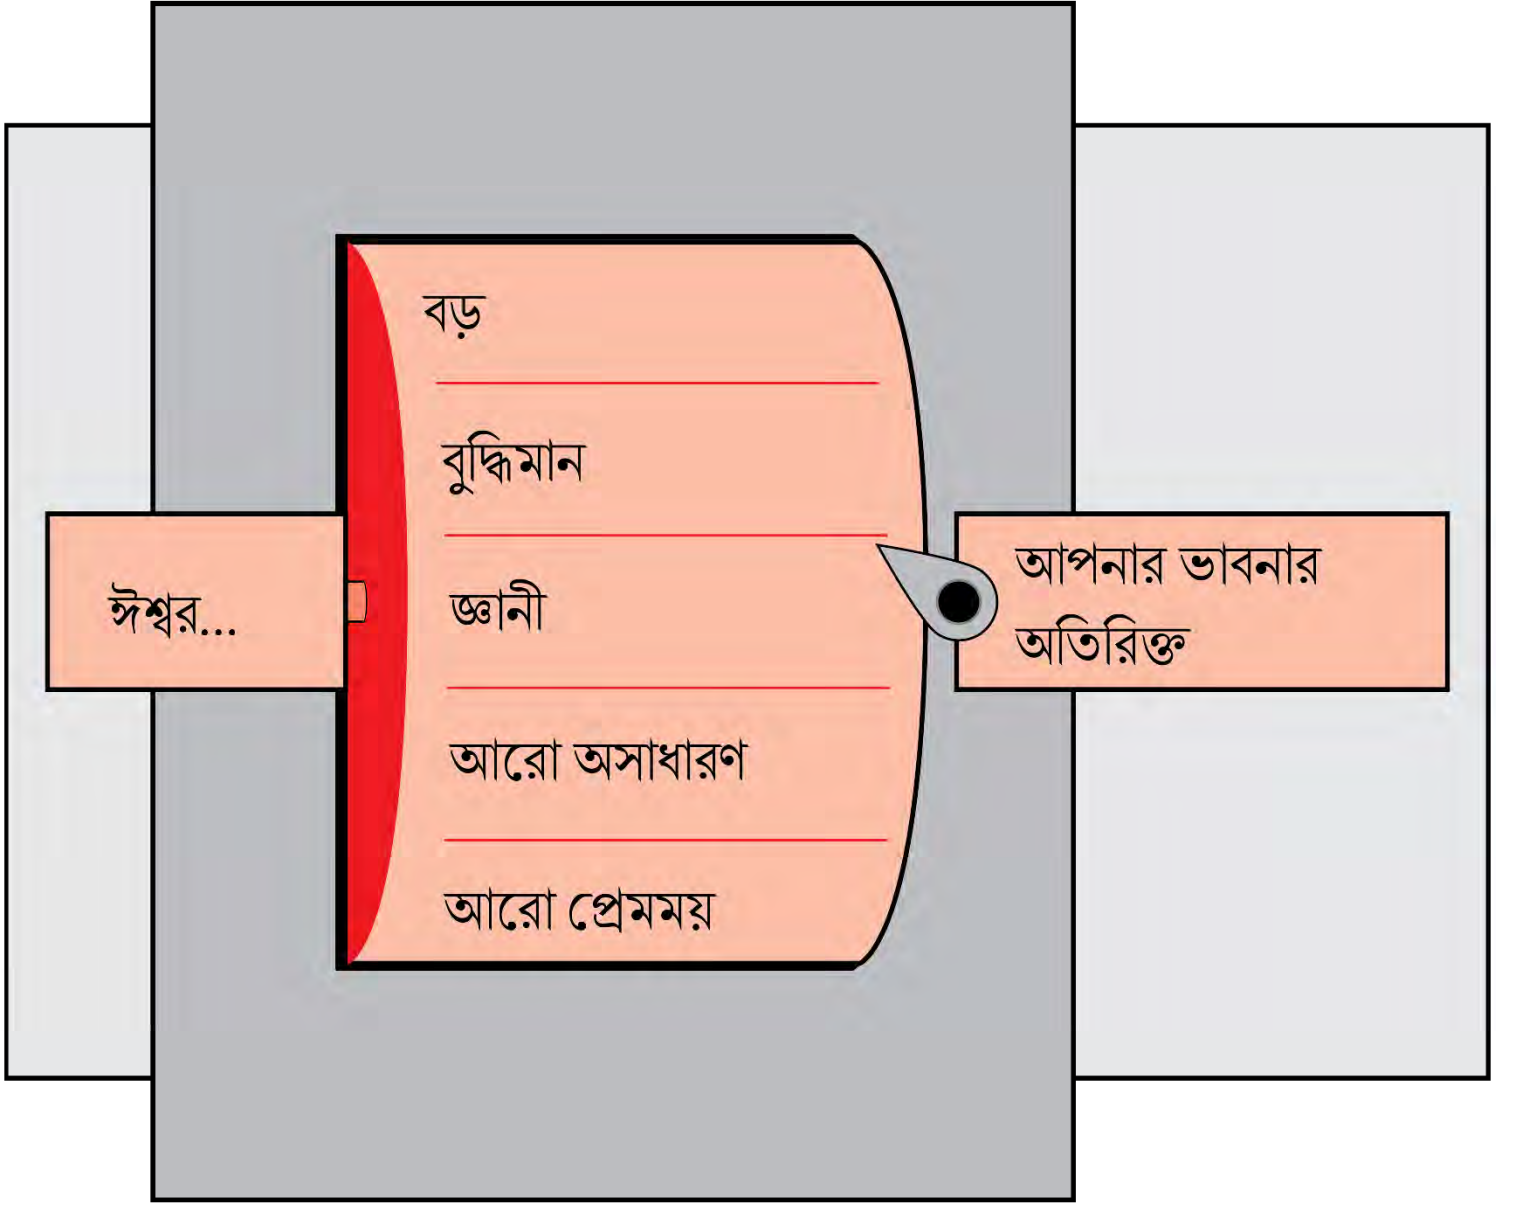 বড়
বুদ্ধিমান
ঈশ্বর...
জ্ঞানী
আপনার ভাবনার
অতিরিক্ত
আরো অসাধারণ
আরো প্রেমময়